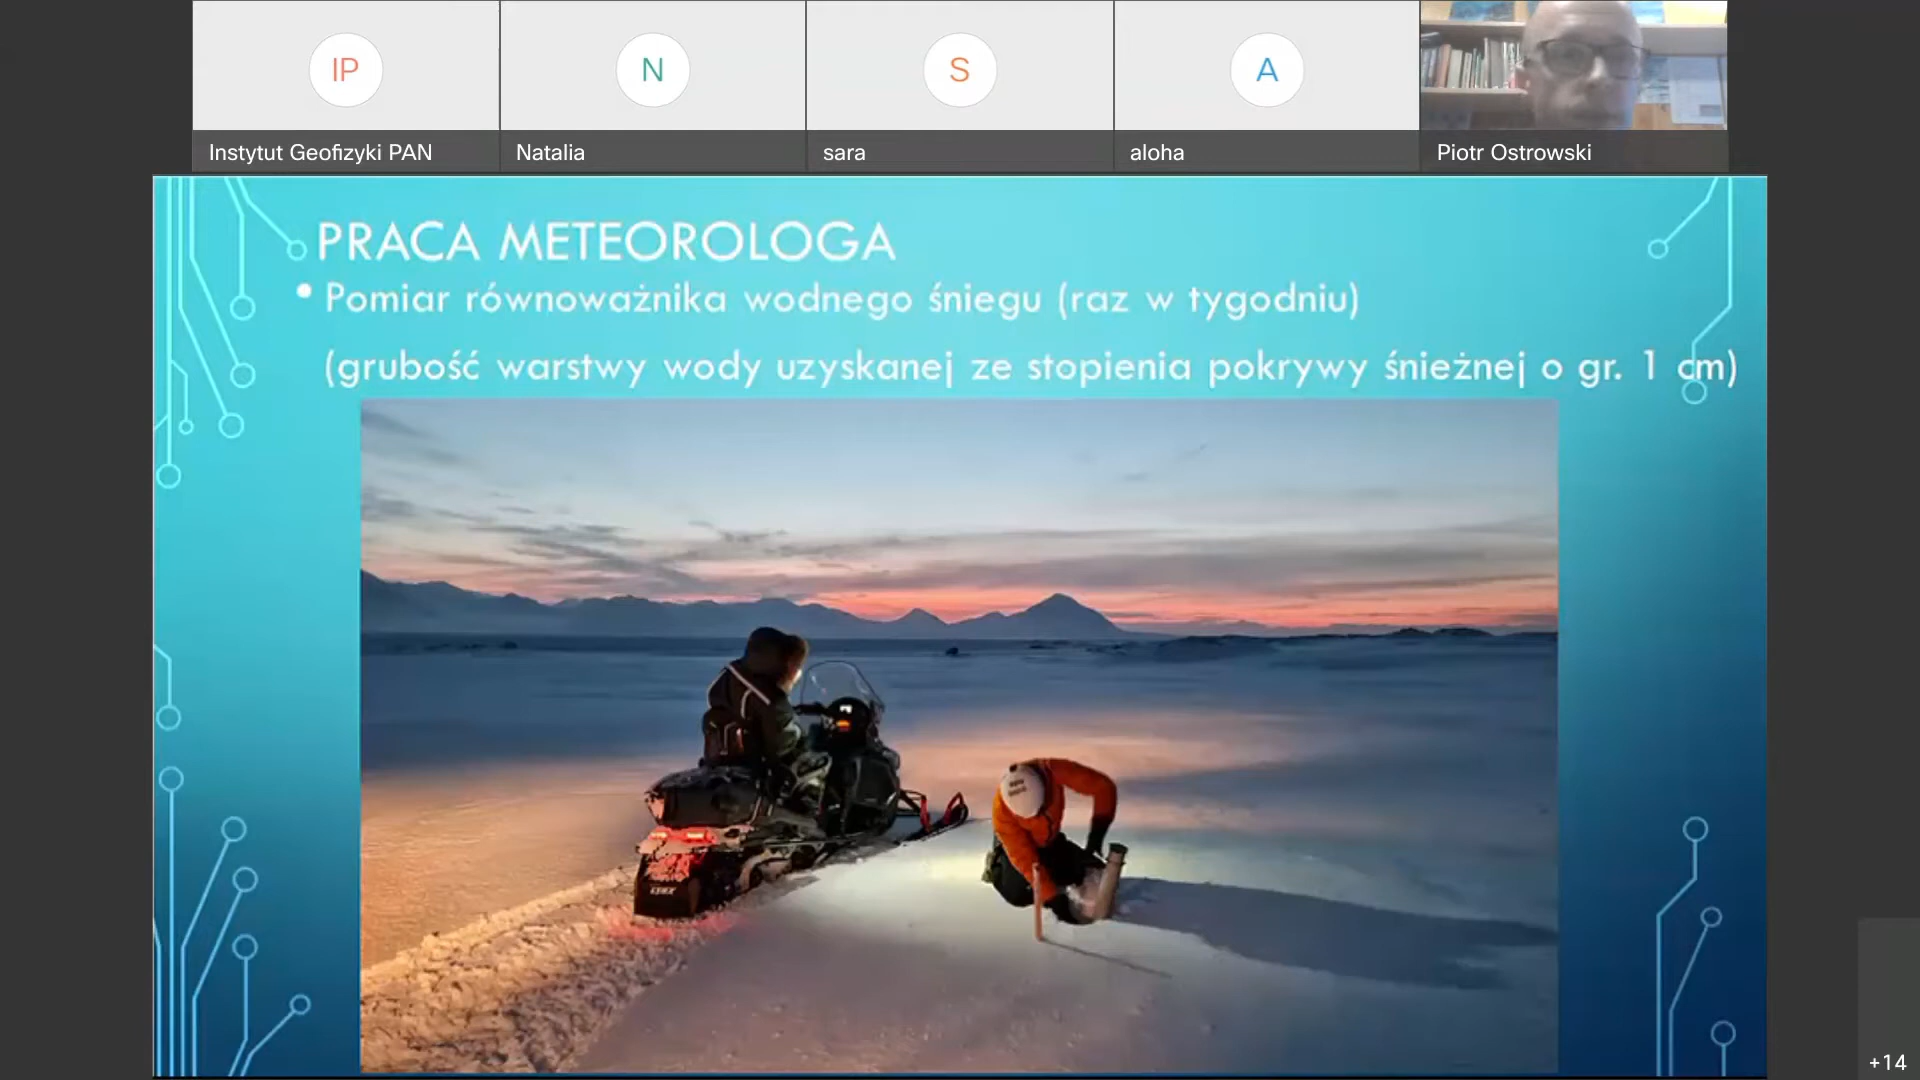 IP
N
S
A
Instytut Geofizyki PAN
Natalia
sara
aloha
Piotr Ostrowski
PRACA METEOROLOGA
• Pomiar równoważnika wodnego śniegu (raz w tygodniu)
(grubość warstwy wody uzyskanej ze stopienia pokrywy śnieżnej o gr. 1 cm)
LYNX
+14